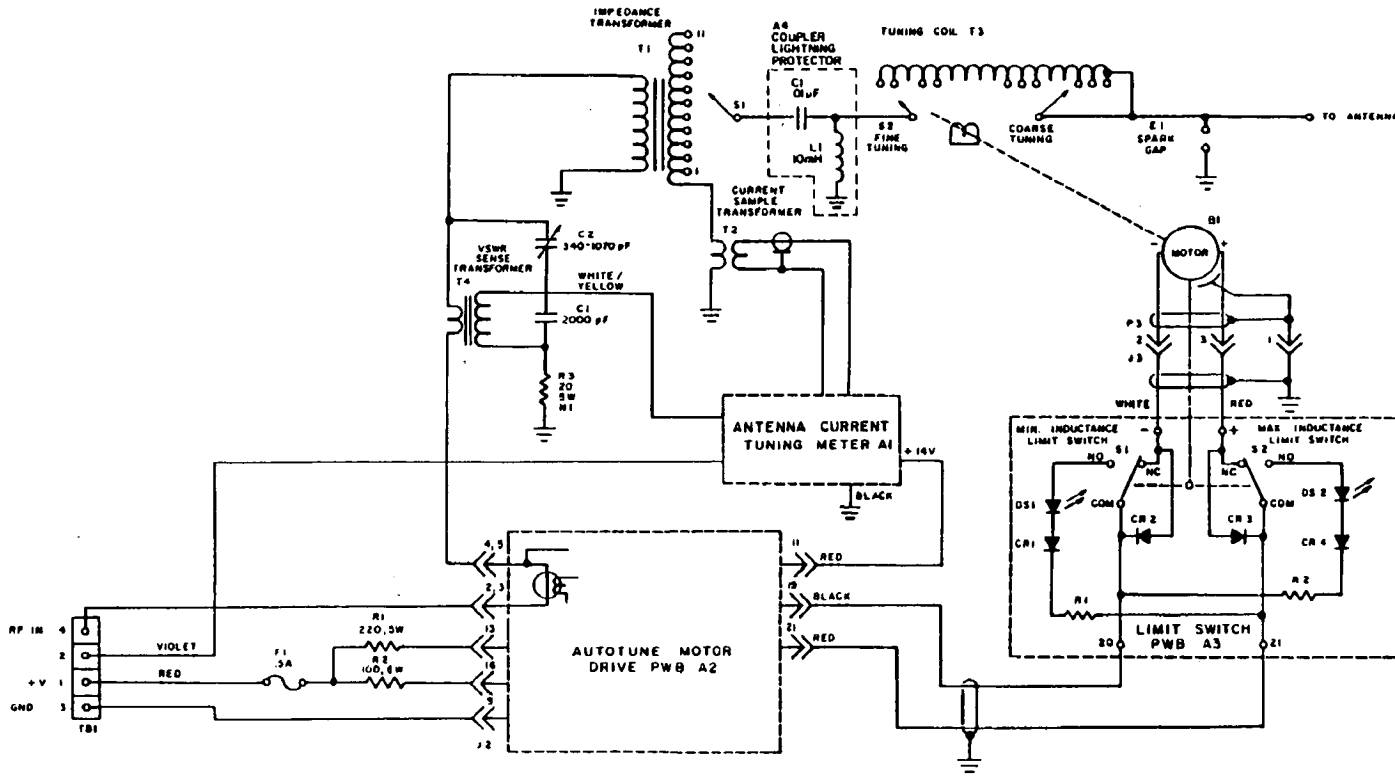 IMPEDANCE
TRANSFORMER
T1
11
1
S1
A4
COUPLER
LIGHTNING
PROTECTOR
C1
.01µF
L1
10mH
TUNING COIL T3
S2
FINE
TUNING
COARSE
TUNING
E1
SPARK
GAP
TO ANTENNA
CURRENT
SAMPLE
TRANSFORMER
T2
C2
340-1070 pF
VSWR
SENSE
TRANSFORMER
T4
WHITE/
YELLOW
C1
2000 pF
R3
20
5W
N1
B1
- +
MOTOR
P3
2 3 1
J3
WHITE RED
ANTENNA CURRENT
TUNING METER A1
+14V
BLACK
MIN. INDUCTANCE
LIMIT SWITCH
MAX INDUCTANCE
LIMIT SWITCH
- +
NO S1 NC
NC S2 NO
COM COM
DS1
CR1
CR2
CR3
DS2
CR4
R1
R2
LIMIT SWITCH
PWB A3
20 21
4, 5
2, 3
13
16
9
J2
AUTOTUNE MOTOR
DRIVE PWB A2
11 RED
19 BLACK
21 RED
RF IN 4
2 VIOLET
+V 1 RED
GND 3
TB1
F1
.5A
R1
220,5W
R2
100,6W